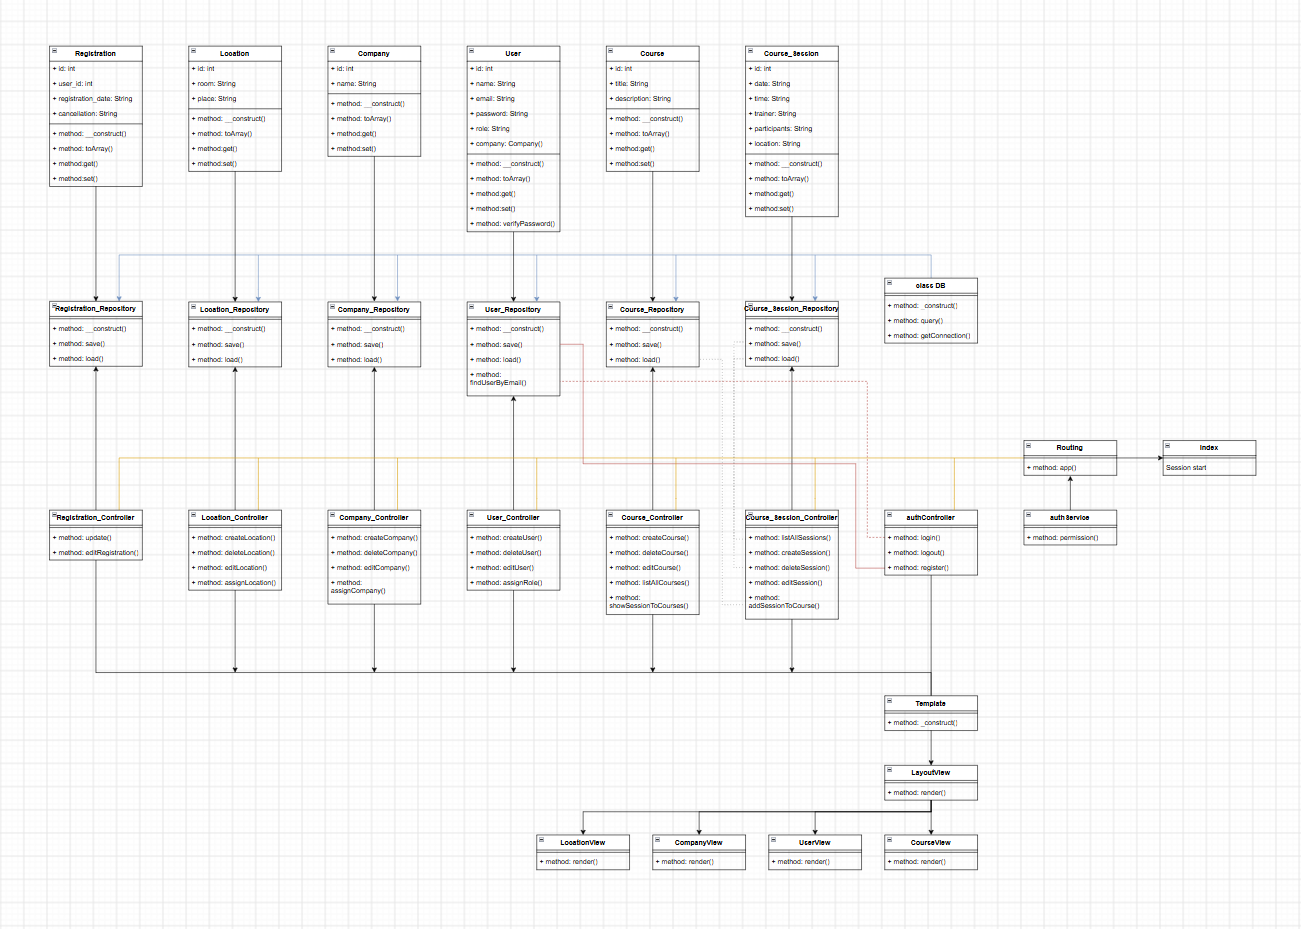 Registration
+ id: int
+ user_id: int
+ registration_date: String
+ cancellation: String
+ method: __construct()
+ method: toArray()
+ method:get()
+ method:set()
Location
+ id: int
+ room: String
+ place: String
+ method: __construct()
+ method: toArray()
+ method:get()
+ method:set()
Company
+ id: int
+ name: String
+ method: __construct()
+ method: toArray()
+ method:get()
+ method:set()
User
+ id: int
+ name: String
+ email: String
+ password: String
+ role: String
+ company: Company()
+ method: __construct()
+ method: toArray()
+ method:get()
+ method:set()
+ method: verifyPassword()
Course
+ id: int
+ title: String
+ description: String
+ method: __construct()
+ method: toArray()
+ method:get()
+ method:set()
Course_Session
+ id: int
+ date: String
+ time: String
+ trainer: String
+ participants: String
+ location: String
+ method: __construct()
+ method: toArray()
+ method:get()
+ method:set()
Registration_Repository
+ method: __construct()
+ method: save()
+ method: load()
Location_Repository
+ method: __construct()
+ method: save()
+ method: load()
Company_Repository
+ method: __construct()
+ method: save()
+ method: load()
User_Repository
+ method: __construct()
+ method: save()
+ method: load()
+ method:
findUserByEmail()
Course_Repository
+ method: __construct()
+ method: save()
+ method: load()
Course_Session_Repository
+ method: __construct()
+ method: save()
+ method: load()
class DB
+ method: _construct()
+ method: query()
+ method: getConnection()
Routing
+ method: app()
Index
Session start
Registration_Controller
+ method: update()
+ method: editRegistration()
Location_Controller
+ method: createLocation()
+ method: deleteLocation()
+ method: editLocation()
+ method: assignLocation()
Company_Controller
+ method: createCompany()
+ method: deleteCompany()
+ method: editCompany()
+ method:
assignCompany()
User_Controller
+ method: createUser()
+ method: deleteUser()
+ method: editUser()
+ method: assignRole()
Course_Controller
+ method: createCourse()
+ method: deleteCourse()
+ method: editCourse()
+ method: listAllCourses()
+ method:
showSessionToCourses()
Course_Session_Controller
+ method: listAllSessions()
+ method: createSession()
+ method: deleteSession()
+ method: editSession()
+ method:
addSessionToCourse()
authController
+ method: login()
+ method: logout()
+ method: register()
authService
+ method: permission()
Template
+ method: _construct()
LayoutView
+ method: render()
LocationView
+ method: render()
CompanyView
+ method: render()
UserView
+ method: render()
CourseView
+ method: render()